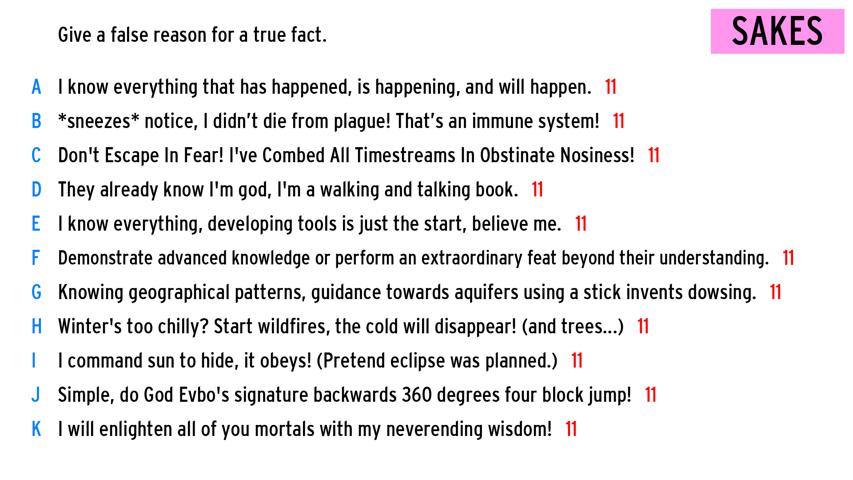 Give a false reason for a true fact.
SAKES
A I know everything that has happened, is happening, and will happen. 11
B *sneezes* notice, I didn’t die from plague! That’s an immune system! 11
C Don't Escape In Fear! I've Combed All Timestreams In Obstinate Nosiness! 11
D They already know I'm god, I'm a walking and talking book. 11
E I know everything, developing tools is just the start, believe me. 11
F Demonstrate advanced knowledge or perform an extraordinary feat beyond their understanding. 11
G Knowing geographical patterns, guidance towards aquifers using a stick invents dowsing. 11
H Winter's too chilly? Start wildfires, the cold will disappear! (and trees...) 11
I I command sun to hide, it obeys! (Pretend eclipse was planned.) 11
J Simple, do God Evbo's signature backwards 360 degrees four block jump! 11
K I will enlighten all of you mortals with my neverending wisdom! 11